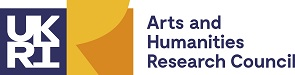 UK
RI
Arts and
Humanities
Research Council